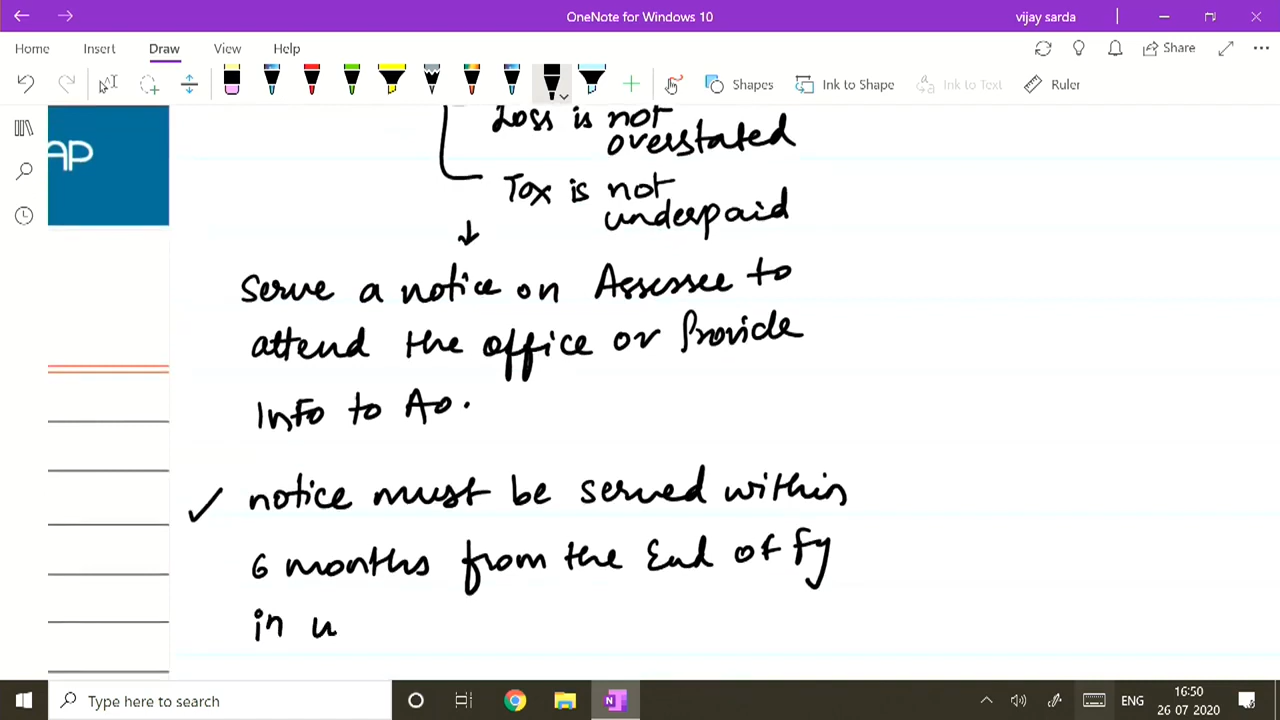 OneNote for Windows 10
vijay sarda
Home Insert Draw View Help
Share
Shapes Ink to Shape Ink to Text Ruler
AP
Loss is not
overstated
Tax is not
underpaid
Serve a notice on Assessee to
attend the office or Provide
Info to AO.
notice must be served within
6 months from the End of Fy
in
Type here to search
ENG
16:50
26-07-2020